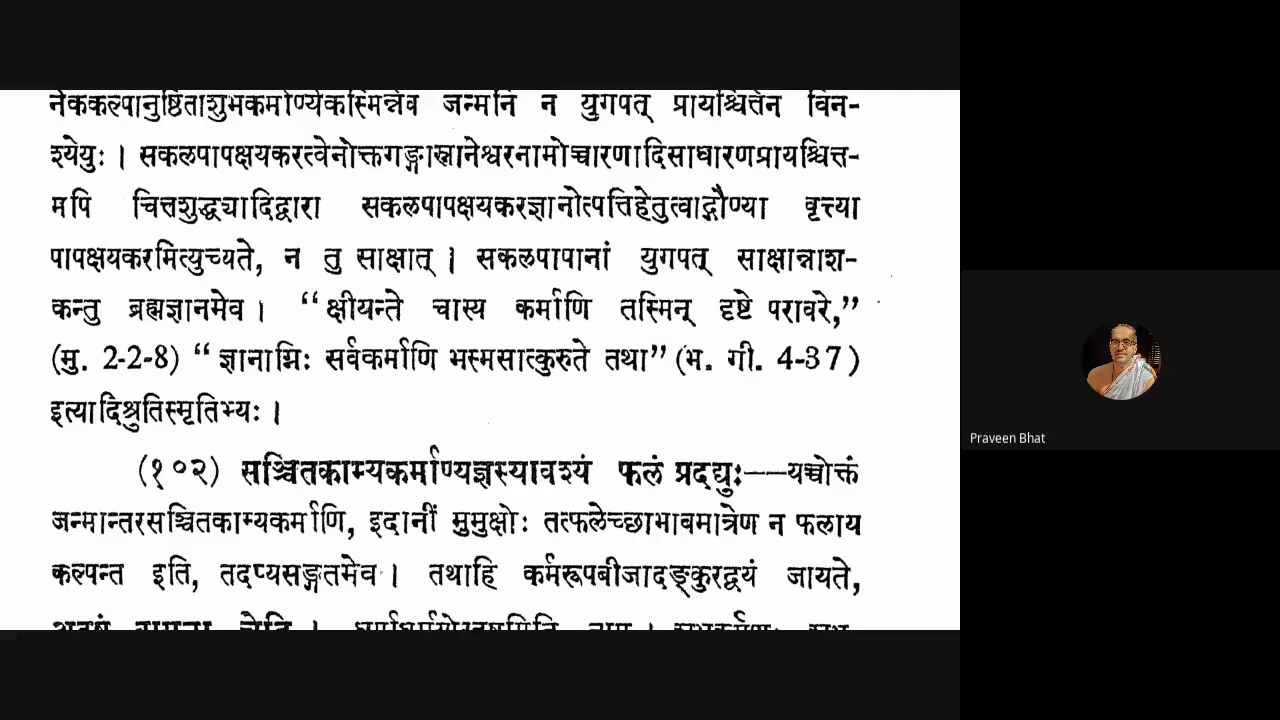 नेककल्पानुष्ठिताशुभकर्माण्येकस्मिन्नेव जन्मनि न युगपत् प्रायश्चित्तेन विन-
श्येयुः । सकलपापक्षयकरत्वेनोक्तगङ्गास्नानेश्वरनामोच्चारणादिसाधारणप्रायश्चित्त-
मपि चित्तशुद्ध्यादिद्वारा सकलपापक्षयकरज्ञानोत्पत्तिहेतुत्वाद्गौण्या वृत्त्या
पापक्षयकरमित्युच्यते, न तु साक्षात् । सकलपापानां युगपत् साक्षान्नाश-
कन्तु ब्रह्मज्ञानमेव । “क्षीयन्ते चास्य कर्माणि तस्मिन् दृष्टे परावरे,”
(मु. 2-2-8) “ ज्ञानाग्निः सर्वकर्माणि भस्मसात्कुरुते तथा” (भ. गी. 4-37)
इत्यादिश्रुतिस्मृतिभ्यः ।
(१०२) सञ्चितकाम्यकर्माण्यज्ञस्यावश्यं फलं प्रदद्युः——यच्चोक्तं
जन्मान्तरसञ्चितकाम्यकर्माणि, इदानीं मुमुक्षोः तत्फलेच्छाभावमात्रेण न फलाय
कल्पन्त इति, तदप्यसङ्गतमेव । तथाहि कर्मरूपबीजादङ्कुरद्वयं जायते,
Praveen Bhat